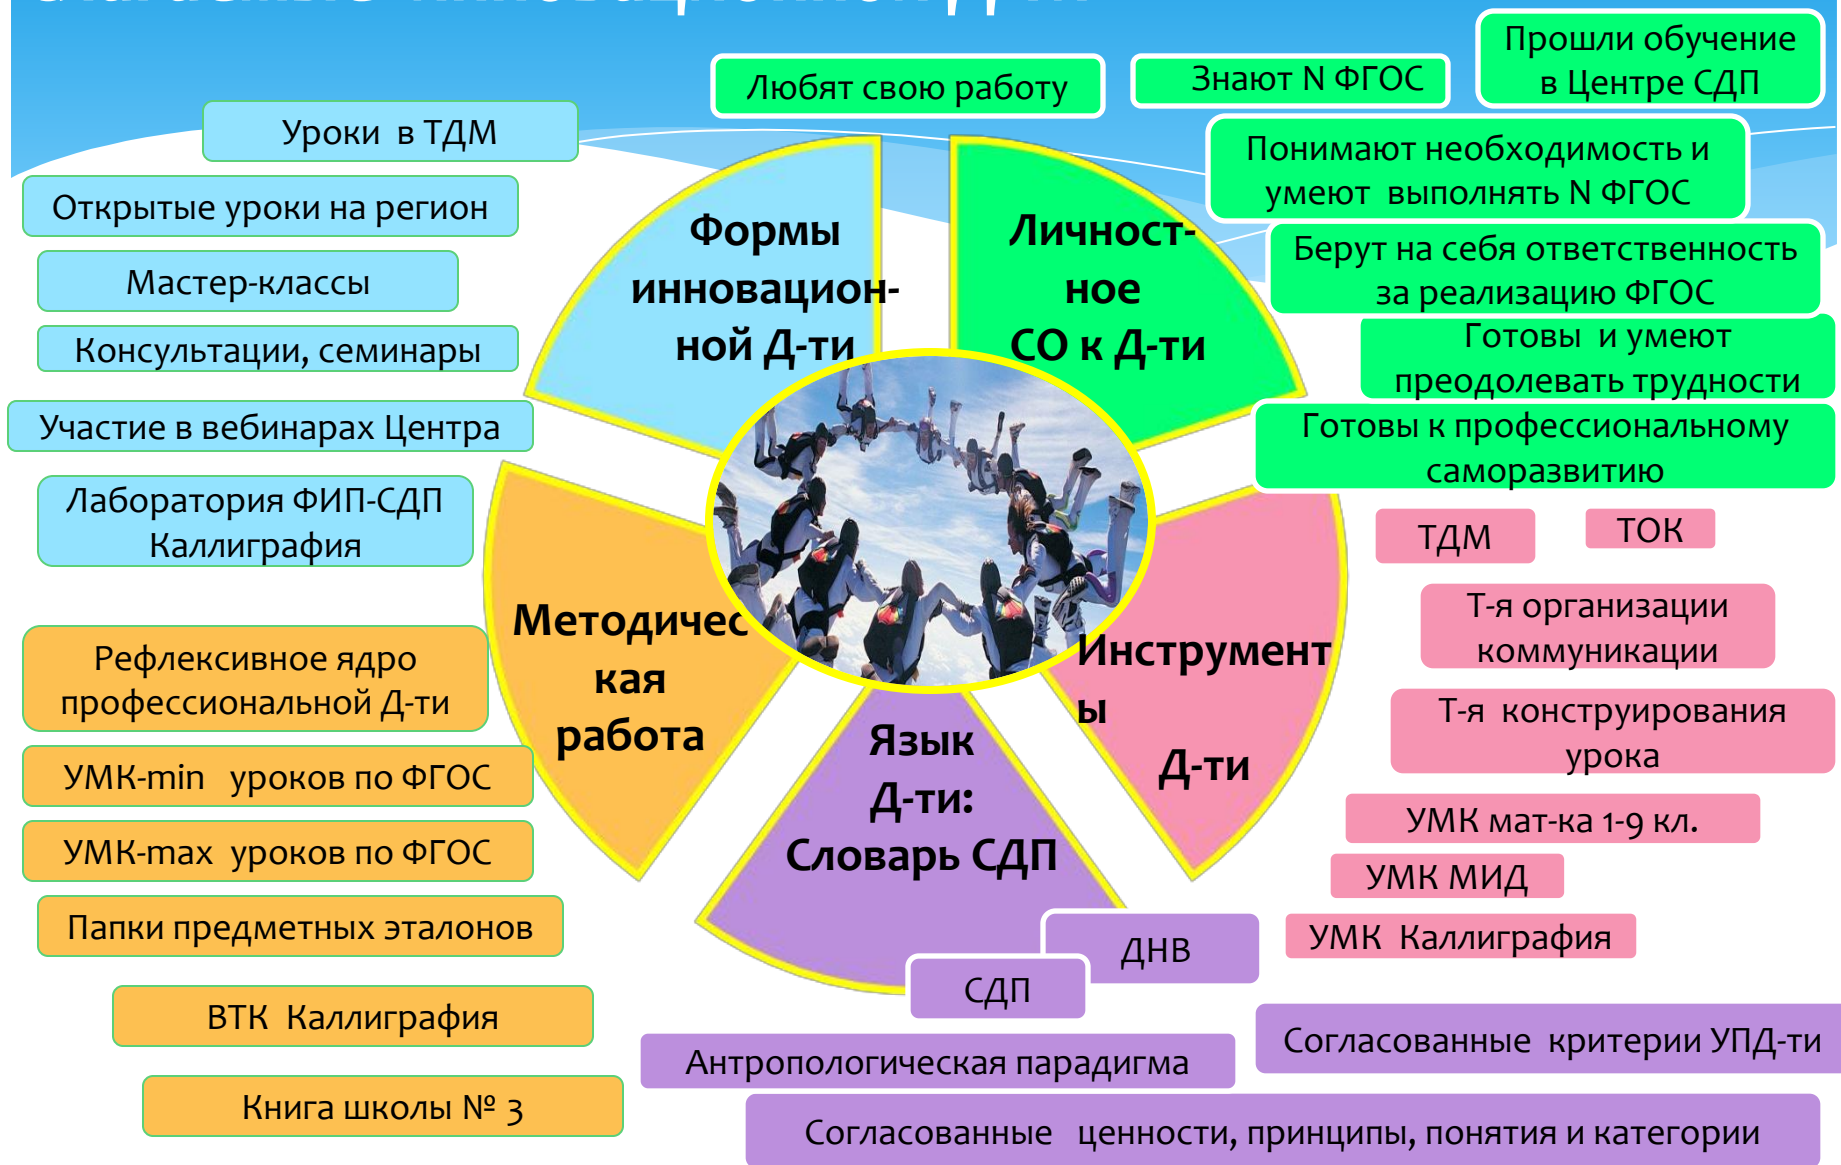 Слагаемые инновационной Д-ти
Любят свою работу
Знают N ФГОС
Прошли обучение
в Центре СДП
Понимают необходимость и
умеют выполнять N ФГОС
Берут на себя ответственность
за реализацию ФГОС
Готовы и умеют
преодолевать трудности
Готовы к профессиональному
саморазвитию
Уроки в ТДМ
Открытые уроки на регион
Мастер-классы
Консультации, семинары
Участие в вебинарах Центра
Лаборатория ФИП-СДП
Каллиграфия
Формы
инновацион-
ной Д-ти
Личност-
ное
СО к Д-ти
Методичес
кая
работа
Язык
Д-ти:
Словарь СДП
Инструмент
ы
Д-ти
ТДМ
ТОК
Т-я организации
коммуникации
Т-я конструирования
урока
УМК мат-ка 1-9 кл.
УМК МИД
УМК Каллиграфия
Рефлексивное ядро
профессиональной Д-ти
УМК-min уроков по ФГОС
УМК-max уроков по ФГОС
Папки предметных эталонов
ВТК Каллиграфия
Книга школы № 3
ДНВ
СДП
Антропологическая парадигма
Согласованные критерии УПД-ти
Согласованные ценности, принципы, понятия и категории